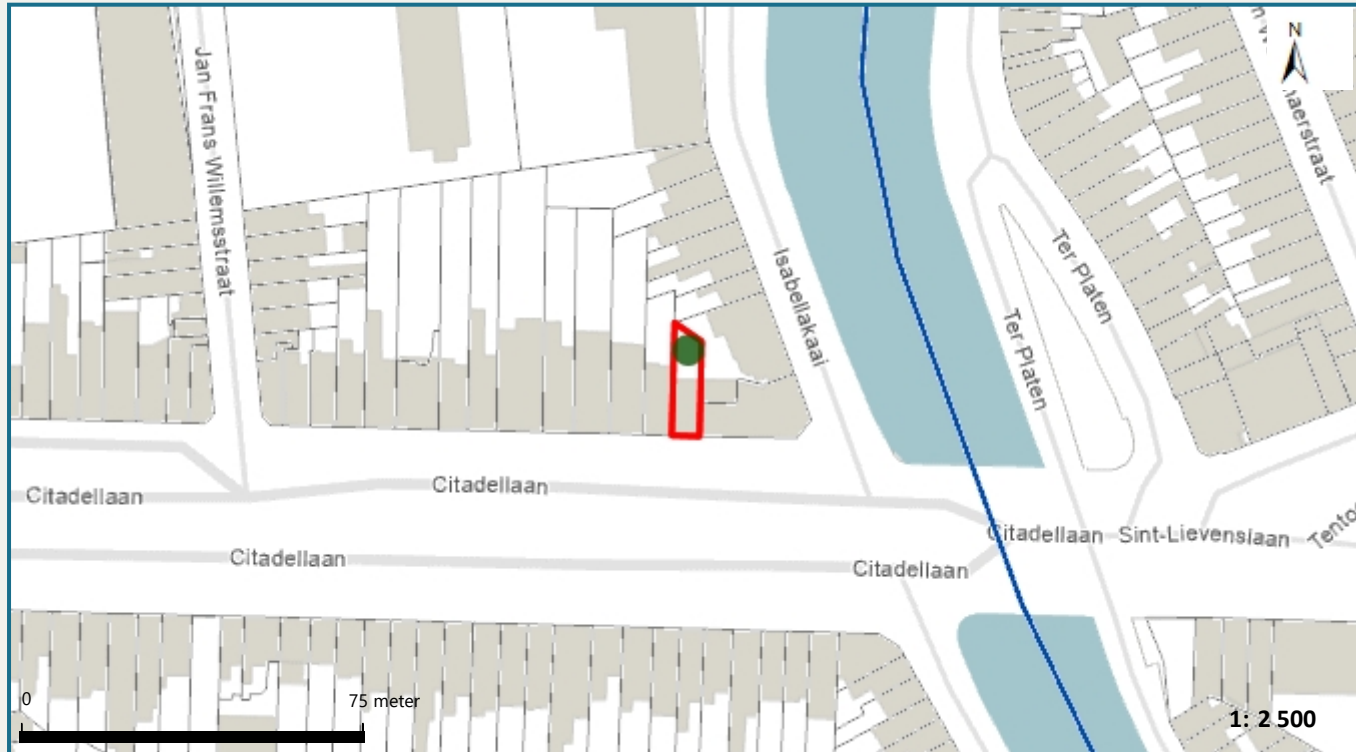 N
Jan Frans Willemsstraat
Isabellakaai
Ter Platen
Ter Platen
Citadellaan
Citadellaan
Citadellaan
Citadellaan
Citadellaan
Sint-Lievenslaan
0
75 meter
1: 2 500